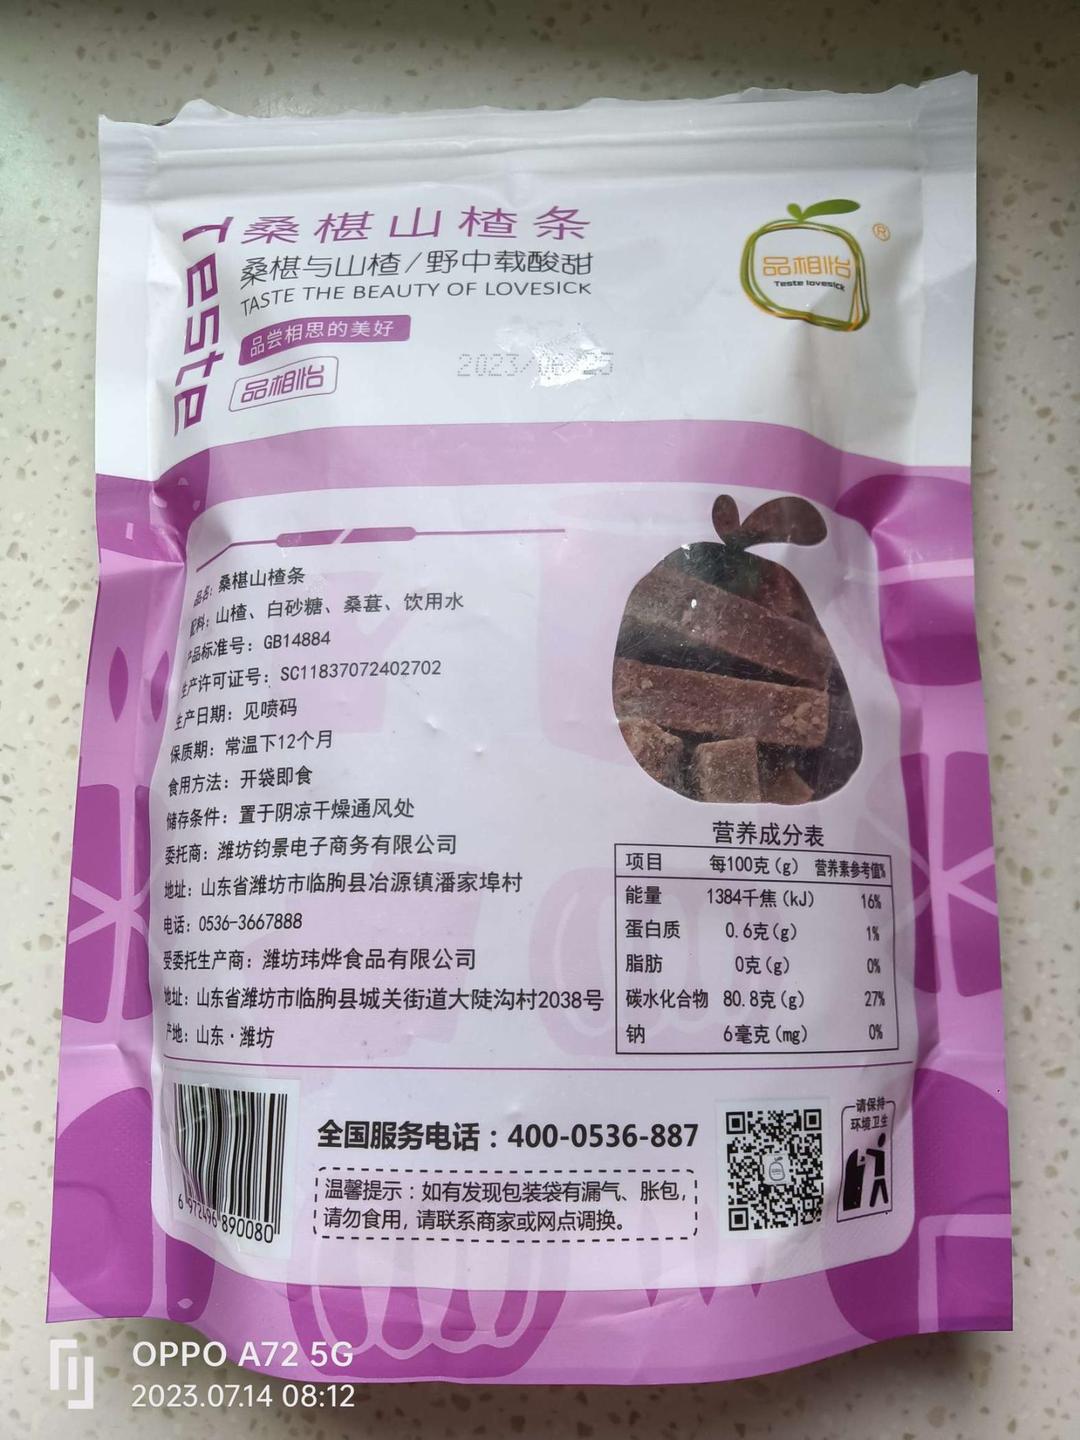 Teste
桑椹山楂条
桑椹与山楂/野中载酸甜
TASTE THE BEAUTY OF LOVESICK
品尝相思的美好
品相怡
品相怡
®
Teste lovesick
2023/06/25
品名：桑椹山楂条
配料：山楂、白砂糖、桑葚、饮用水
产品标准号：GB14884
生产许可证号：SC11837072402702
生产日期：见喷码
保质期：常温下12个月
食用方法：开袋即食
储存条件：置于阴凉干燥通风处
委托商：潍坊钧景电子商务有限公司
地址：山东省潍坊市临朐县冶源镇潘家埠村
电话：0536-3667888
受委托生产商：潍坊玮烨食品有限公司
地址：山东省潍坊市临朐县城关街道大陡沟村2038号
产地：山东·潍坊
营养成分表
项目 每100克(g) 营养素参考值%
能量 1384千焦(kJ) 16%
蛋白质 0.6克(g) 1%
脂肪 0克(g) 0%
碳水化合物 80.8克(g) 27%
钠 6毫克(mg) 0%
6 972496 890080
全国服务电话：400-0536-887
温馨提示：如有发现包装袋有漏气、胀包，
请勿食用，请联系商家或网点调换。
请保持
环境卫生
OPPO A72 5G
2023.07.14 08:12